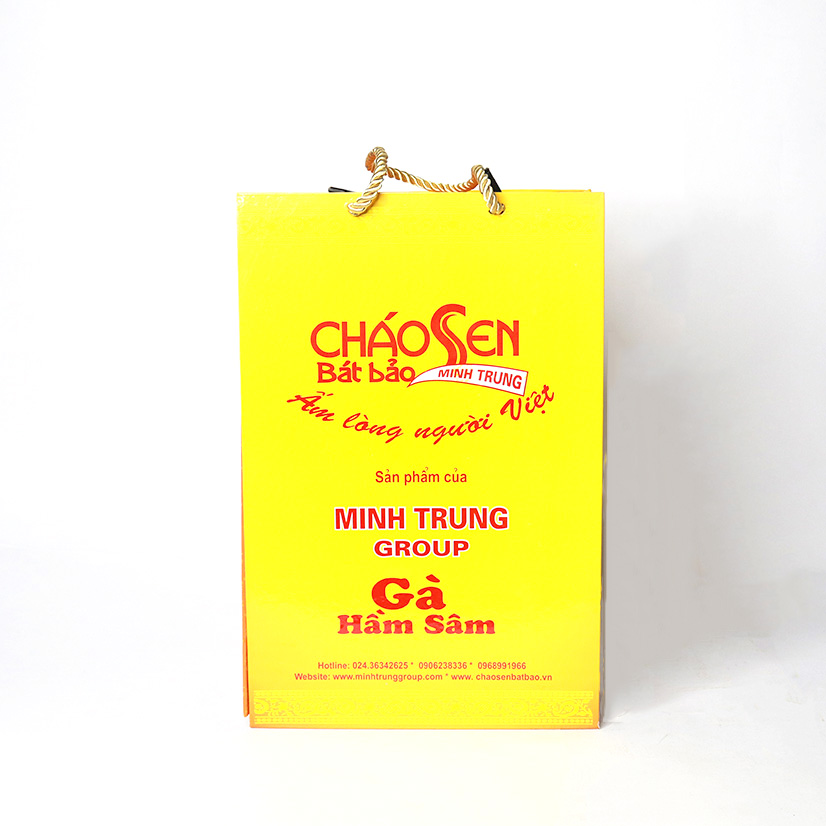 CHÁO SEN
Bát bảo MINH TRUNG
Ấm lòng người Việt
Sản phẩm của
MINH TRUNG
GROUP
Gà
Hầm Sâm
Hotline: 024.36342625 * 0906238336 * 0968991966
Website: www.minhtrunggroup.com * www. chaosenbatbao.vn